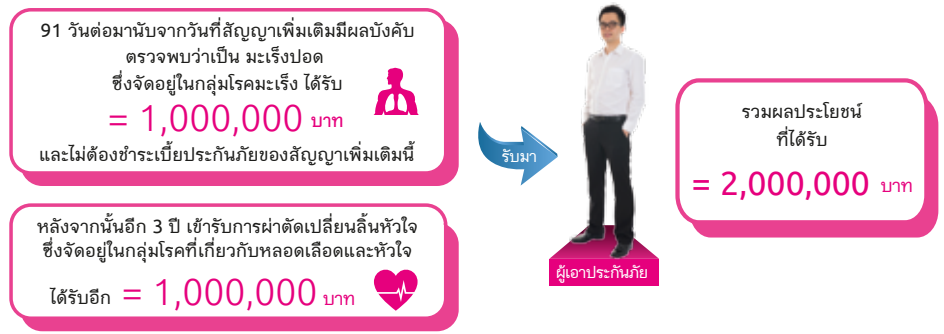 91 วันต่อมานับจากวันที่สัญญาเพิ่มเติมมีผลบังคับ
ตรวจพบว่าเป็น มะเร็งปอด
ซึ่งจัดอยู่ในกลุ่มโรคมะเร็ง ได้รับ
= 1,000,000 บาท
และไม่ต้องชำระเบี้ยประกันภัยของสัญญาเพิ่มเติมนี้
หลังจากนั้นอีก 3 ปี เข้ารับการผ่าตัดเปลี่ยนลิ้นหัวใจ
ซึ่งจัดอยู่ในกลุ่มโรคที่เกี่ยวกับหลอดเลือดและหัวใจ
ได้รับอีก = 1,000,000 บาท
รับมา
ผู้เอาประกันภัย
รวมผลประโยชน์
ที่ได้รับ
= 2,000,000 บาท